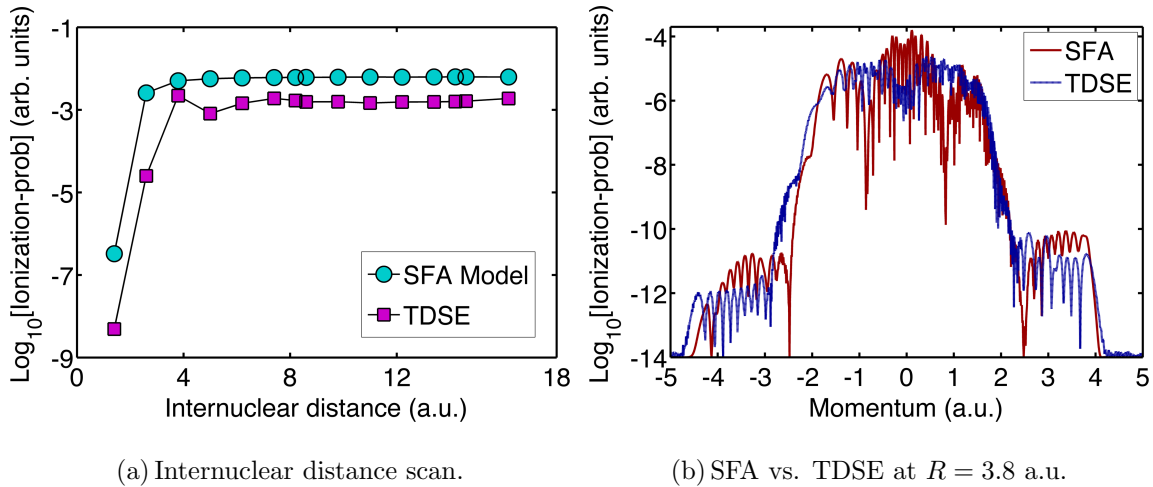 -1
-3
-5
-7
-9
0
4
8
12
18
Log10[Ionization-prob] (arb. units)
Internuclear distance (a.u.)
SFA Model
TDSE
-4
-6
-8
-10
-12
-14
-5
-4
-3
-2
-1
0
1
2
3
4
5
Log10[Ionization-prob] (arb. units)
Momentum (a.u.)
SFA
TDSE
(a) Internuclear distance scan.
(b) SFA vs. TDSE at R = 3.8 a.u.